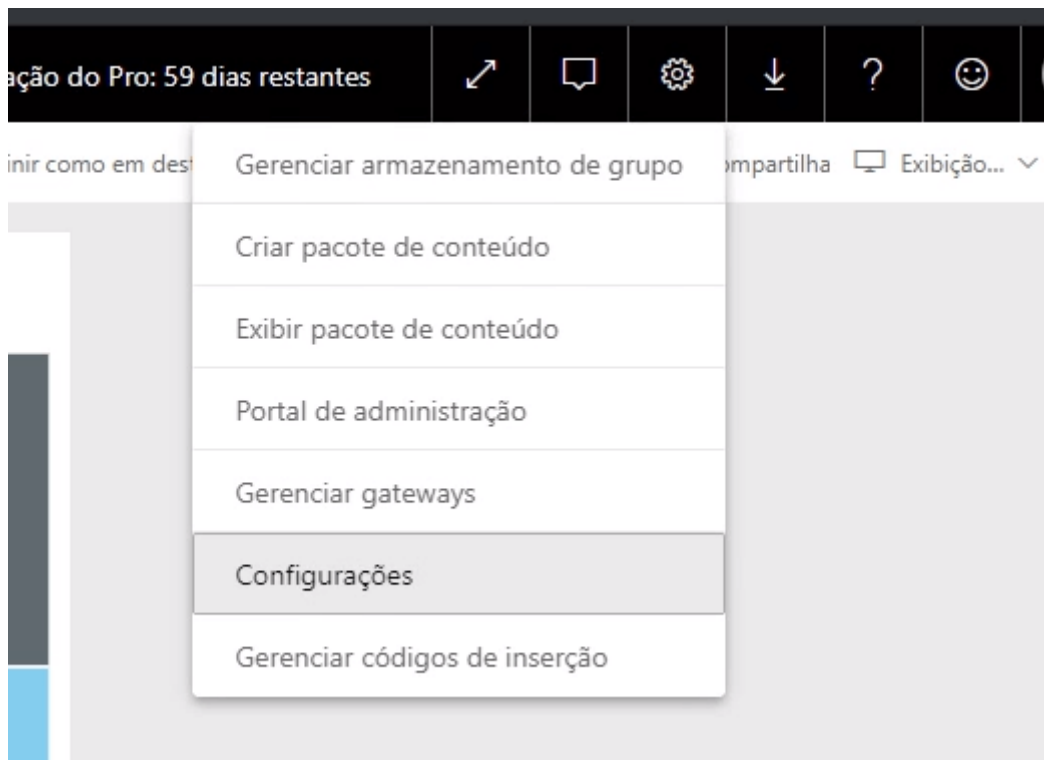 ação do Pro: 59 dias restantes ?
inir como em des
ompartilha Exibição...
Gerenciar armazenamento de grupo
Criar pacote de conteúdo
Exibir pacote de conteúdo
Portal de administração
Gerenciar gateways
Configurações
Gerenciar códigos de inserção